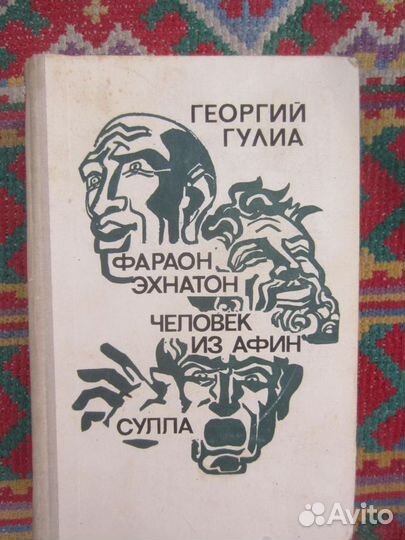 ГЕОРГИЙ
ГУЛИА
ФАРАОН
ЭХНАТОН
ЧЕЛОВЕК
ИЗ АФИН
СУЛЛА
Avito